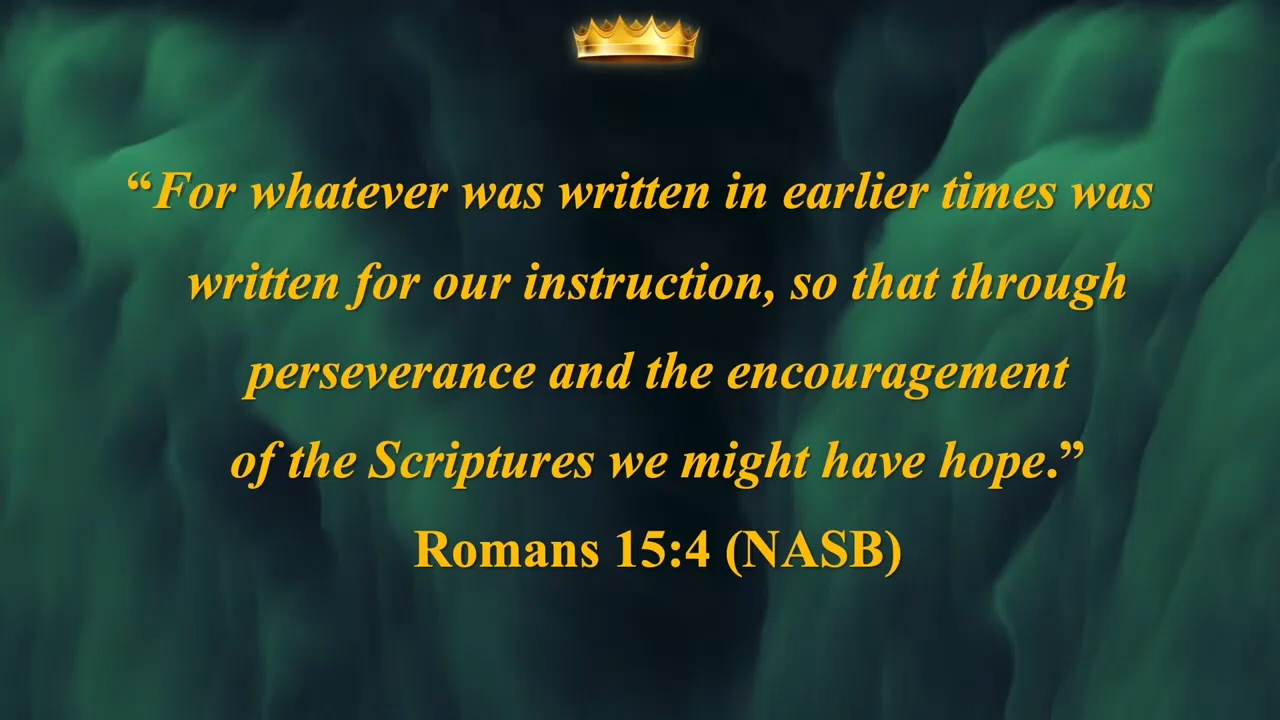 “For whatever was written in earlier times was
written for our instruction, so that through
perseverance and the encouragement
of the Scriptures we might have hope.”
Romans 15:4 (NASB)